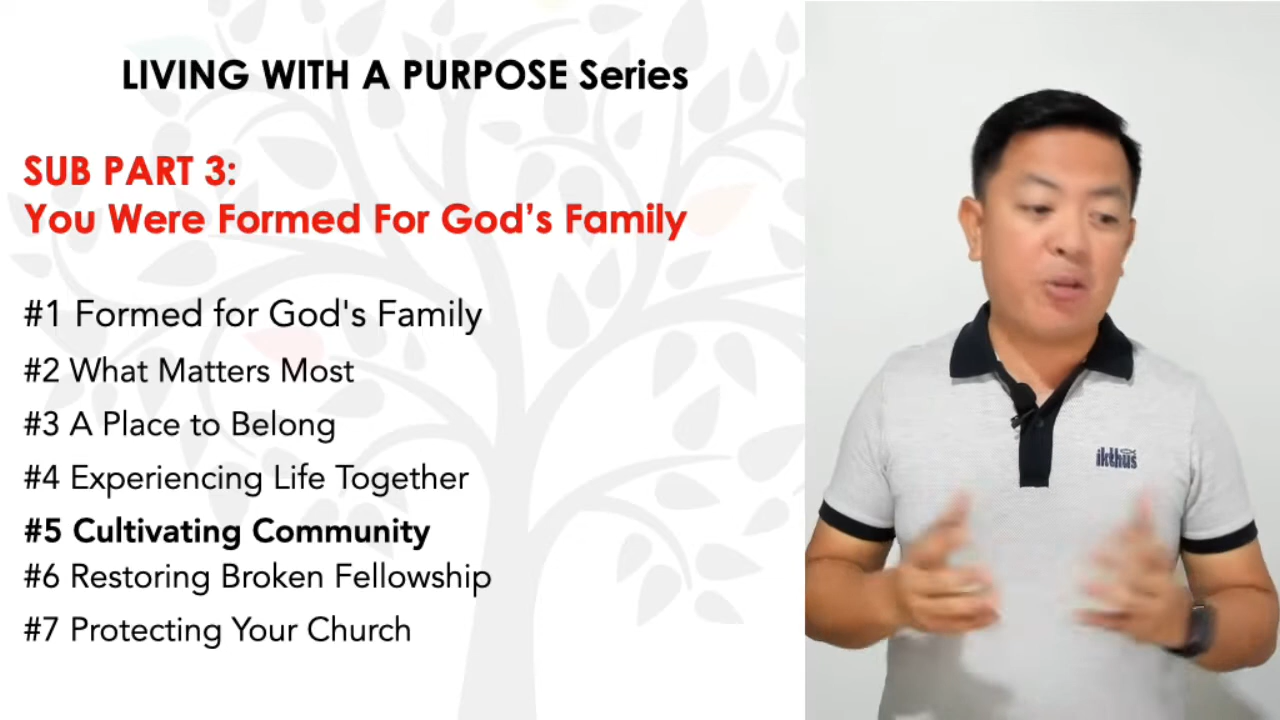 LIVING WITH A PURPOSE Series
SUB PART 3:
You Were Formed For God's Family
#1 Formed for God's Family
#2 What Matters Most
#3 A Place to Belong
#4 Experiencing Life Together
#5 Cultivating Community
#6 Restoring Broken Fellowship
#7 Protecting Your Church
ikthus